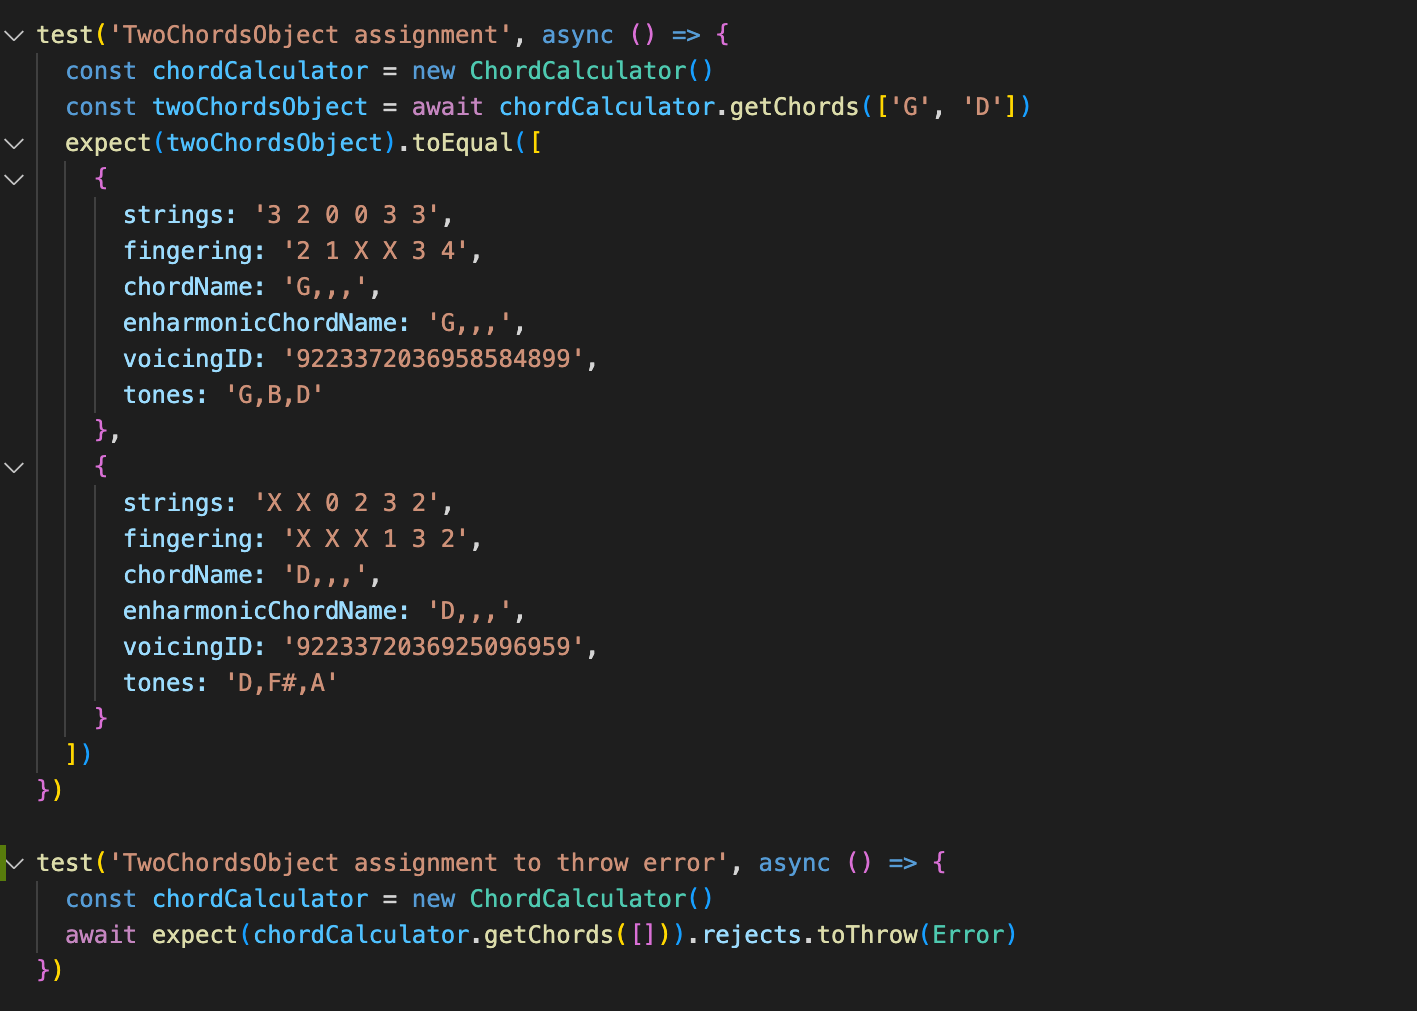 test('TwoChordsObject assignment', async () => {
const chordCalculator = new ChordCalculator()
const twoChordsObject = await chordCalculator.getChords(['G', 'D'])
expect(twoChordsObject).toEqual([
{
strings: '3 2 0 0 3 3',
fingering: '2 1 X X 3 4',
chordName: 'G,,,',
enharmonicChordName: 'G,,,',
voicingID: '9223372036958584899',
tones: 'G,B,D'
},
{
strings: 'X X 0 2 3 2',
fingering: 'X X X 1 3 2',
chordName: 'D,,,',
enharmonicChordName: 'D,,,',
voicingID: '9223372036925096959',
tones: 'D,F#,A'
}
])
})
test('TwoChordsObject assignment to throw error', async () => {
const chordCalculator = new ChordCalculator()
await expect(chordCalculator.getChords([])).rejects.toThrow(Error)
})